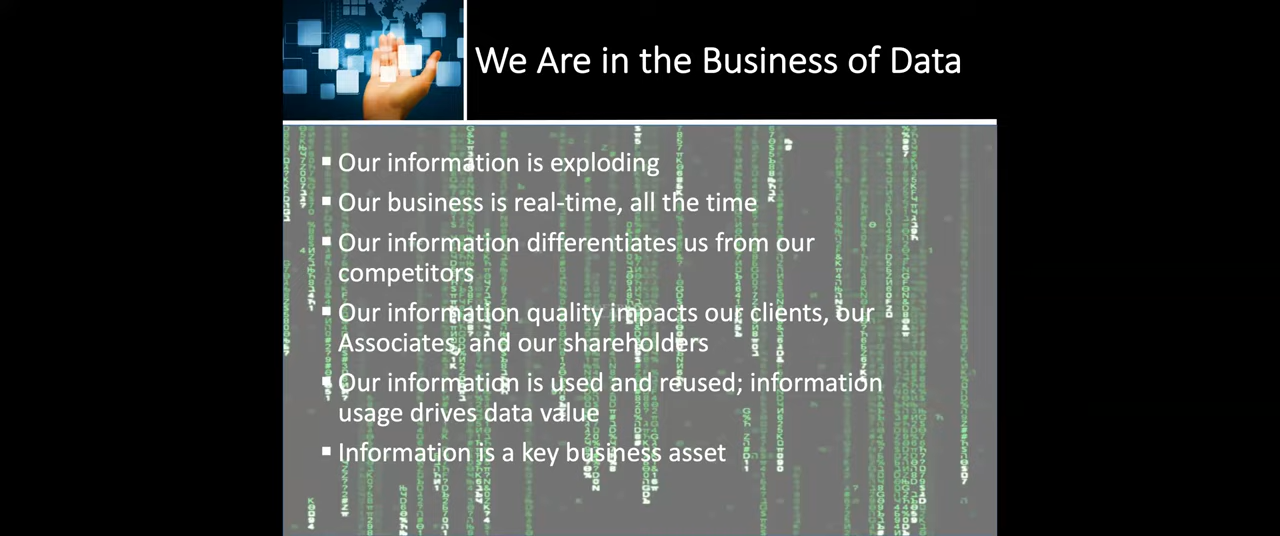 We Are in the Business of Data
▪ Our information is exploding
▪ Our business is real-time, all the time
▪ Our information differentiates us from our
competitors
▪ Our information quality impacts our clients, our
Associates, and our shareholders
▪ Our information is used and reused; information
usage drives data value
▪ Information is a key business asset